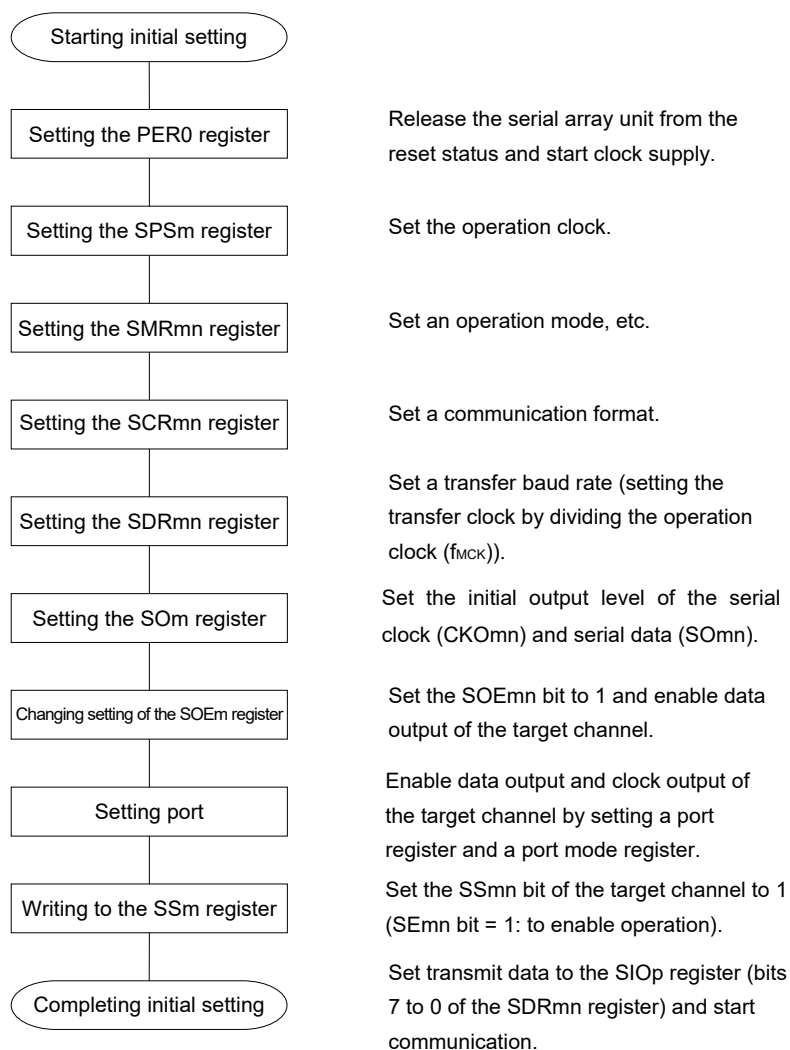 Starting initial setting
Setting the PER0 register
Release the serial array unit from the
reset status and start clock supply.
Setting the SPSm register
Set the operation clock.
Setting the SMRmn register
Set an operation mode, etc.
Setting the SCRmn register
Set a communication format.
Setting the SDRmn register
Set a transfer baud rate (setting the
transfer clock by dividing the operation
clock (fMCK)).
Setting the SOm register
Set the initial output level of the serial
clock (CKOmn) and serial data (SOmn).
Changing setting of the SOEm register
Set the SOEmn bit to 1 and enable data
output of the target channel.
Setting port
Enable data output and clock output of
the target channel by setting a port
register and a port mode register.
Writing to the SSm register
Set the SSmn bit of the target channel to 1
(SEmn bit = 1: to enable operation).
Completing initial setting
Set transmit data to the SIOp register (bits
7 to 0 of the SDRmn register) and start
communication.